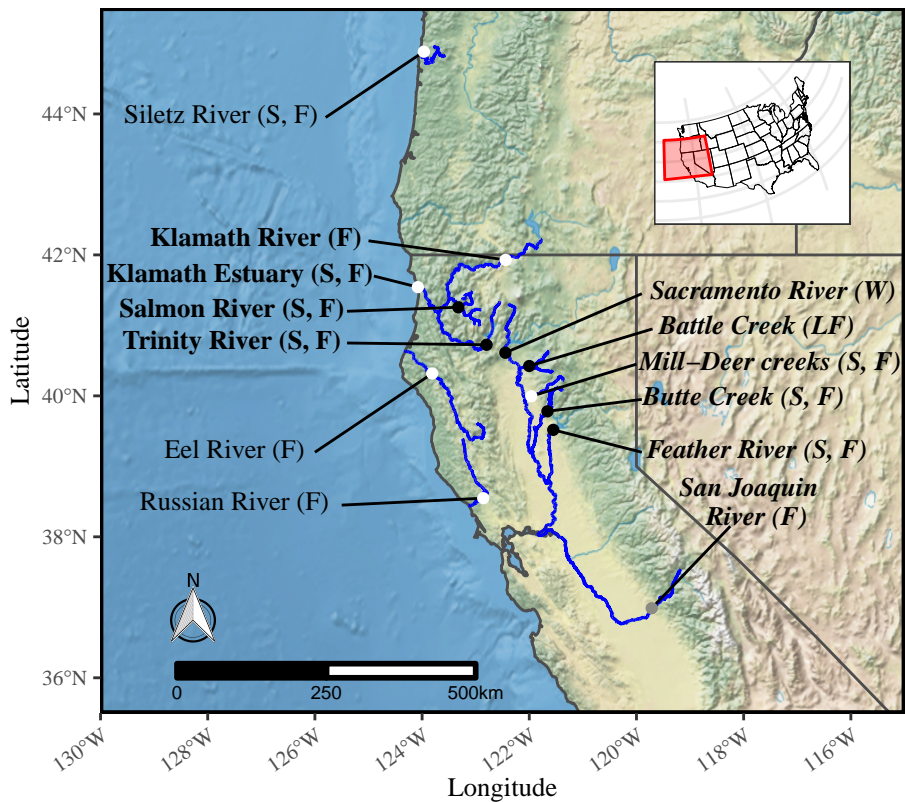 44°N
42°N
40°N
38°N
36°N
Latitude
Siletz River (S, F)
Klamath River (F)
Klamath Estuary (S, F)
Salmon River (S, F)
Trinity River (S, F)
Eel River (F)
Russian River (F)
Sacramento River (W)
Battle Creek (LF)
Mill–Deer creeks (S, F)
Butte Creek (S, F)
Feather River (S, F)
San Joaquin
River (F)
N
0 250 500km
130°W 128°W 126°W 124°W 122°W 120°W 118°W 116°W
Longitude